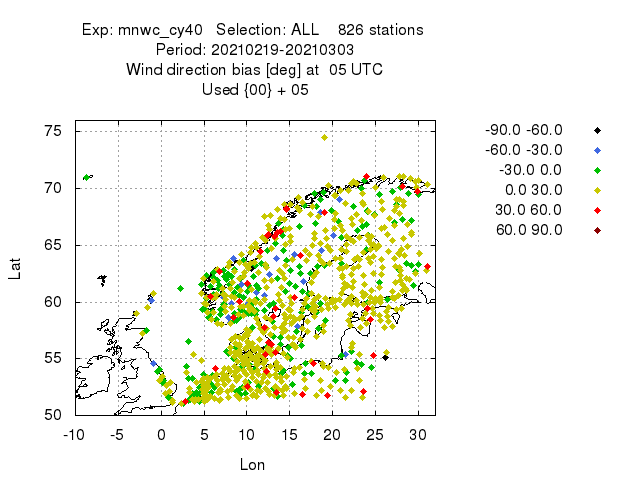 Exp: mnwc_cy40 Selection: ALL 826 stations
Period: 20210219-20210303
Wind direction bias [deg] at 05 UTC
Used {00} + 05
-90.0 -60.0
-60.0 -30.0
-30.0 0.0
0.0 30.0
30.0 60.0
60.0 90.0
75
70
65
60
55
50
Lat
-10 -5 0 5 10 15 20 25 30
Lon